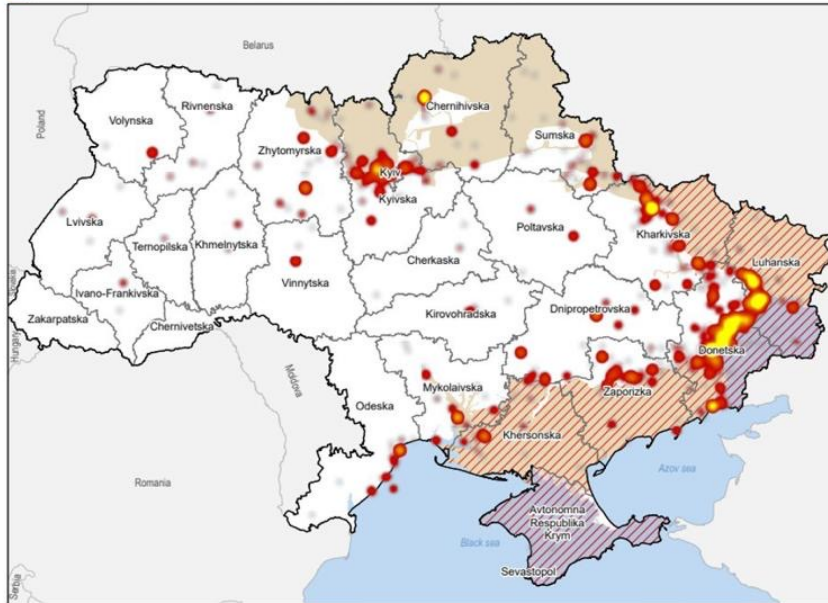 Belarus
Poland
Volynska
Rivnenska
Zhytomyrska
Chernihivska
Sumska
Kyiv
Kyivska
Lvivska
Ternopilska
Khmelnytska
Poltavska
Kharkivska
Luhanska
Cherkaska
Vinnytska
Ivano-Frankivska
Zakarpatska
Chernivetska
Kirovohradska
Dnipropetrovska
Donetska
Moldova
Mykolaivska
Odeska
Zaporizka
Khersonska
Romania
Azov sea
Avtonomna
Respublika
Krym
Black sea
Sevastopol
Serbia